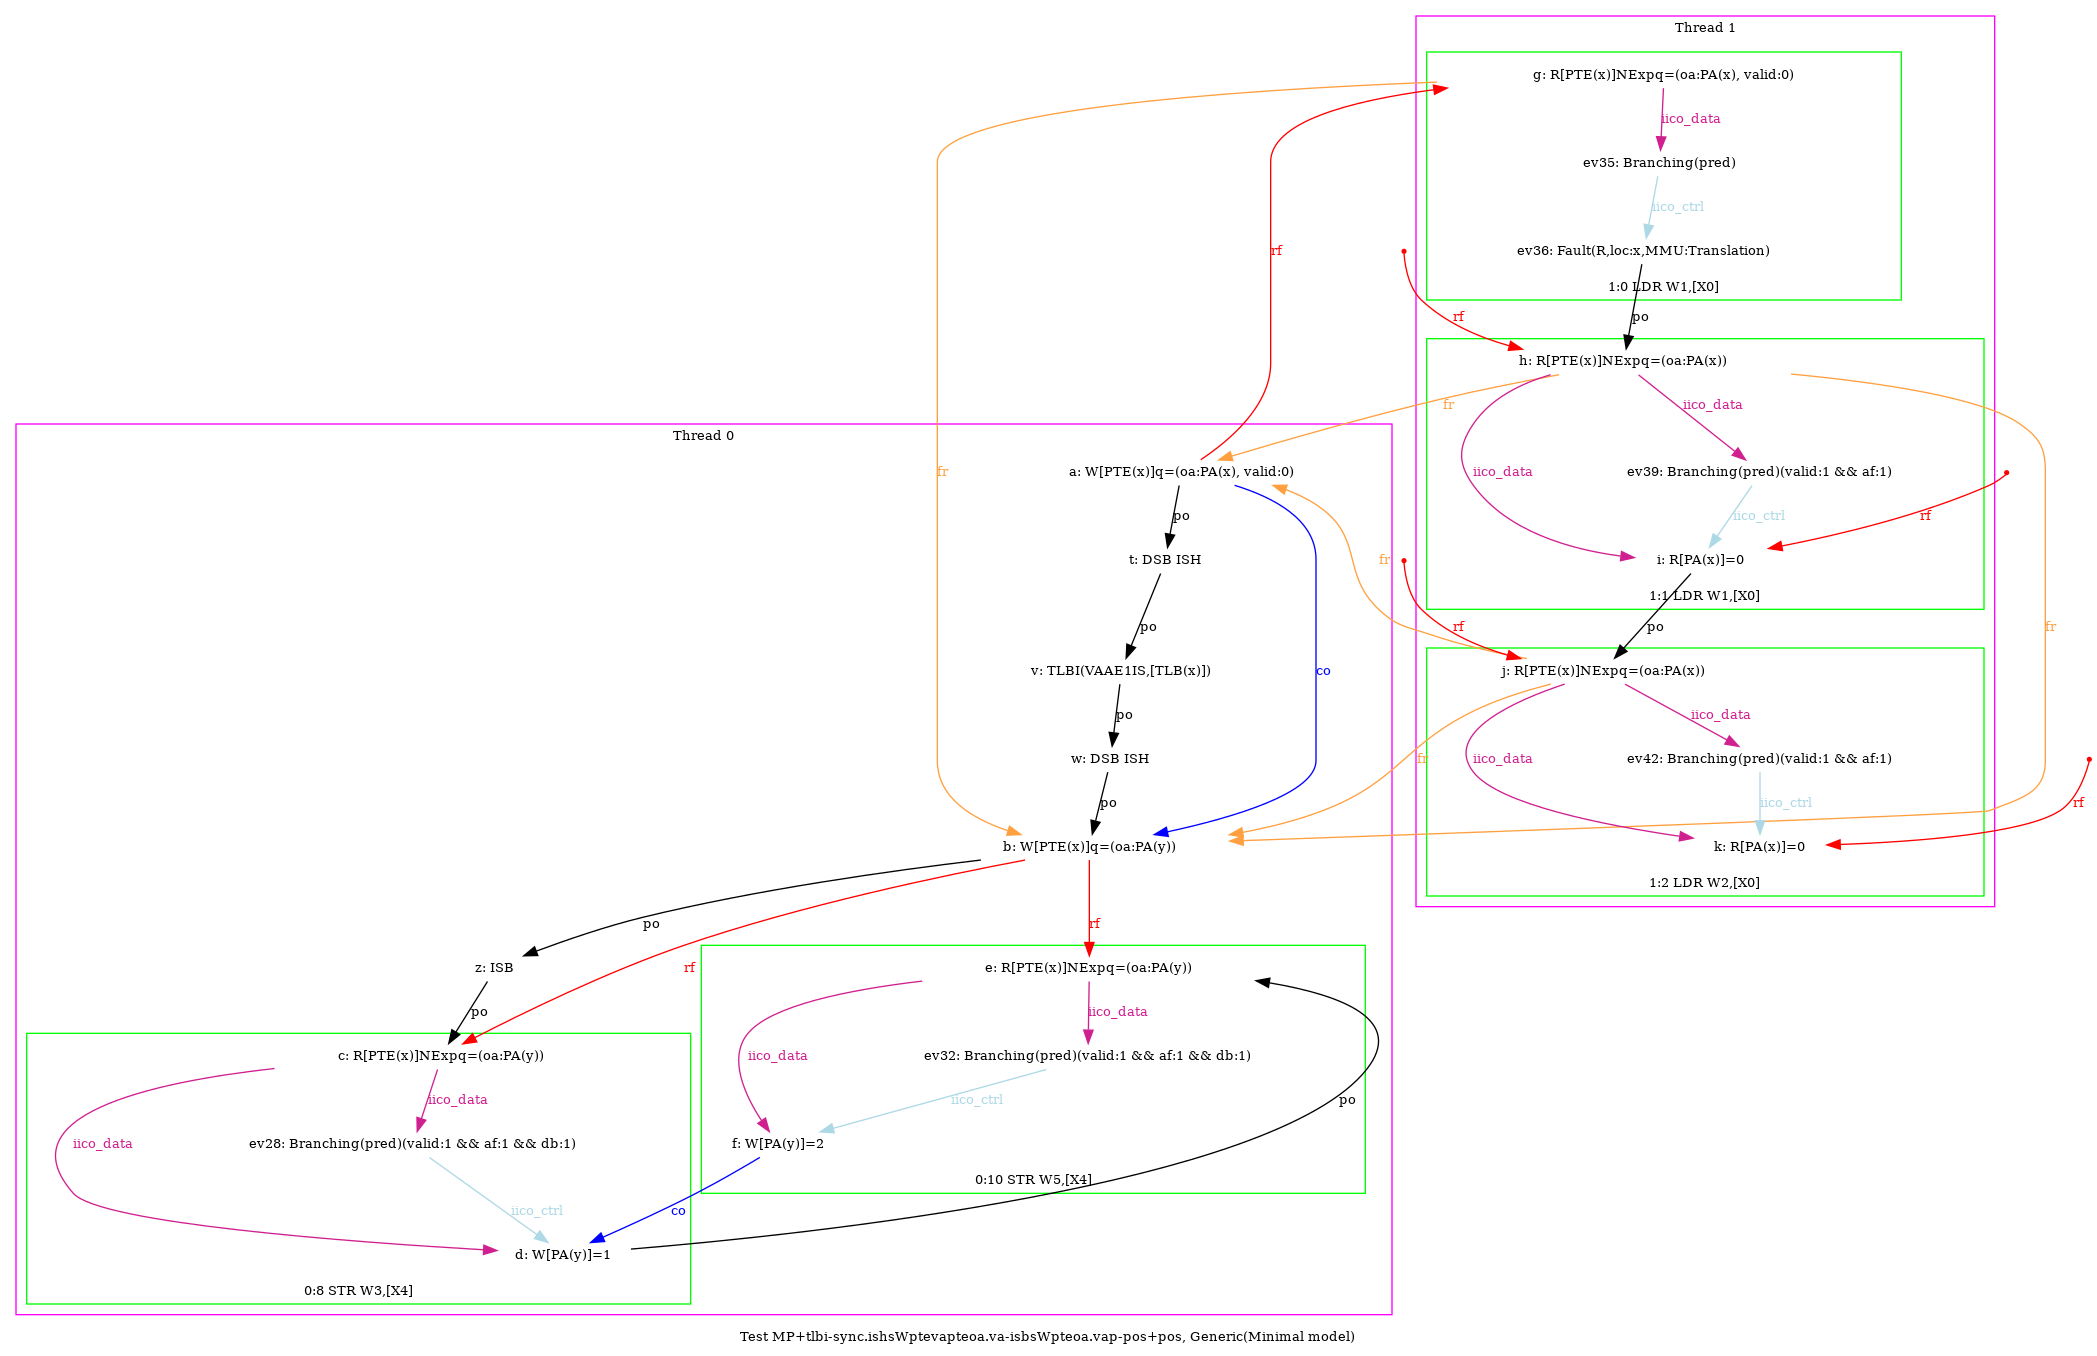 Thread 1
g: R[PTE(x)]NExpq=(oa:PA(x), valid:0)
iico_data
ev35: Branching(pred)
iico_ctrl
rf
ev36: Fault(R,loc:x,MMU:Translation)
1:0 LDR W1,[X0]
rf
po
h: R[PTE(x)]NExpq=(oa:PA(x))
fr
iico_data
Thread 0
fr
a: W[PTE(x)]q=(oa:PA(x), valid:0)
iico_data
ev39: Branching(pred)(valid:1 && af:1)
po
iico_ctrl
rf
t: DSB ISH
fr
i: R[PA(x)]=0
1:1 LDR W1,[X0]
po
rf
po
fr
v: TLBI(VAAE1IS,[TLB(x)])
co
j: R[PTE(x)]NExpq=(oa:PA(x))
po
iico_data
w: DSB ISH
fr
iico_data
ev42: Branching(pred)(valid:1 && af:1)
po
iico_ctrl
rf
b: W[PTE(x)]q=(oa:PA(y))
k: R[PA(x)]=0
1:2 LDR W2,[X0]
po
rf
z: ISB
rf
e: R[PTE(x)]NExpq=(oa:PA(y))
po
iico_data
c: R[PTE(x)]NExpq=(oa:PA(y))
iico_data
ev32: Branching(pred)(valid:1 && af:1 && db:1)
iico_data
iico_ctrl
po
iico_data
ev28: Branching(pred)(valid:1 && af:1 && db:1)
f: W[PA(y)]=2
0:10 STR W5,[X4]
iico_ctrl
co
d: W[PA(y)]=1
0:8 STR W3,[X4]
Test MP+tlbi-sync.ishsWptevapteoa.va-isbsWpteoa.vap-pos+pos, Generic(Minimal model)